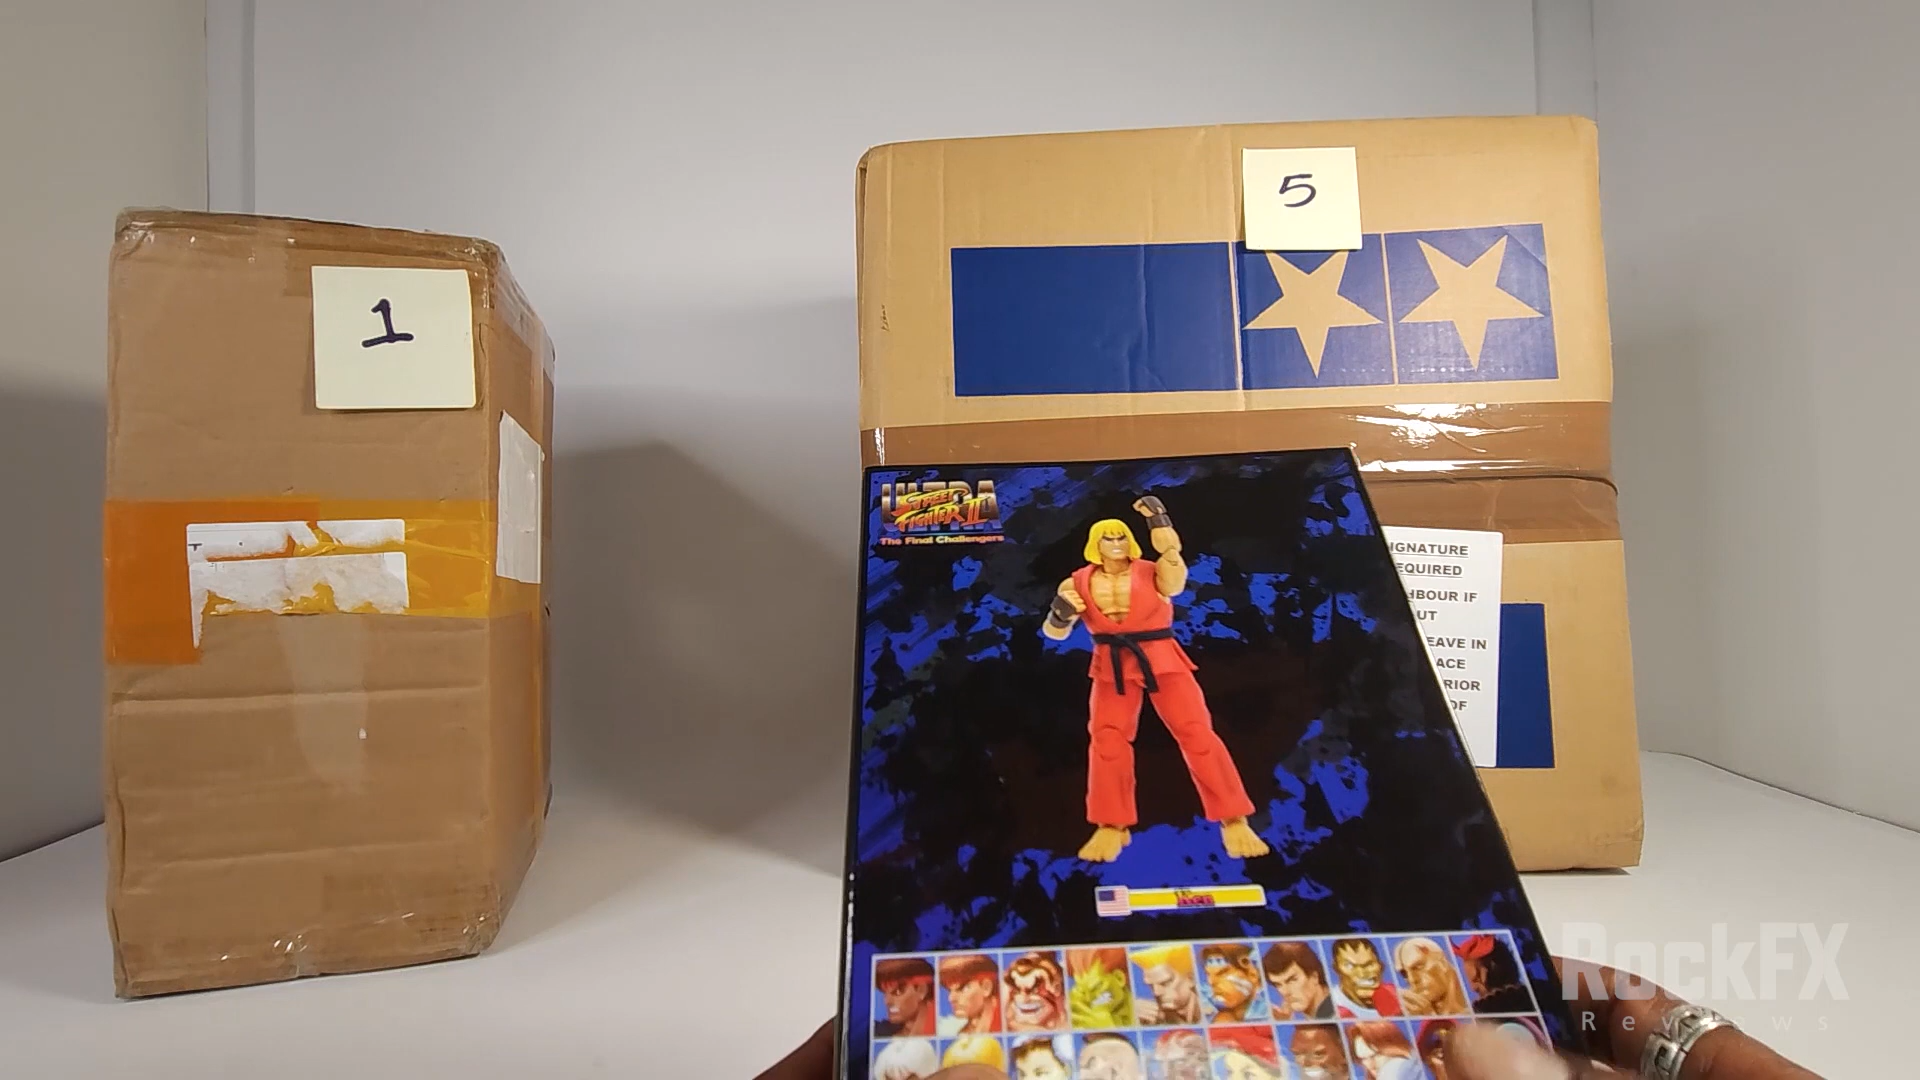 1
5
ULTRA
STREET
FIGHTER II
The Final Challengers
IGNATURE
EQUIRED
HBOUR IF
UT
EAVE IN
ACE
RIOR
OF
RockFX
Reviews